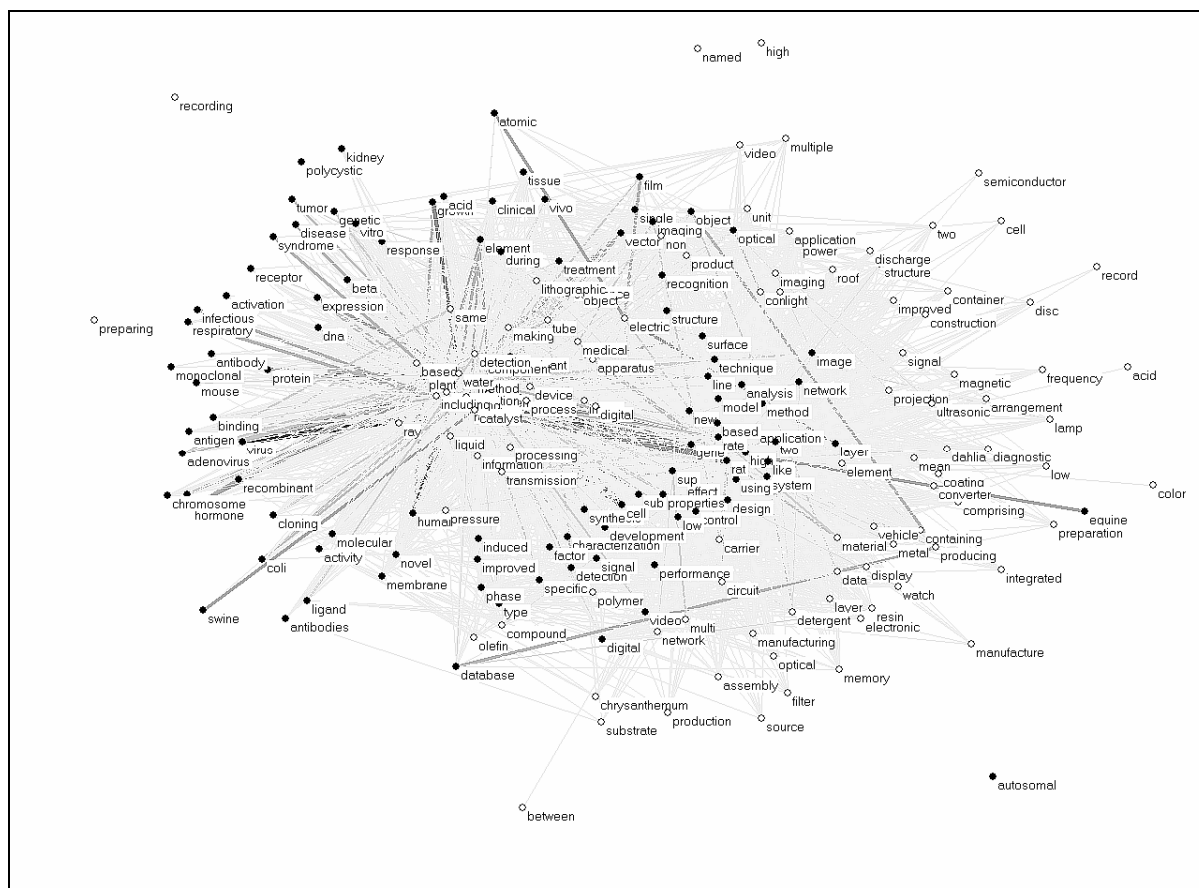 named
high
recording
atomic
kidney
polycystic
video
multiple
semiconductor
tissue
film
tumor
genetic
acid
growth
clinical
vivo
single
object
unit
disease
vitro
imaging
cell
syndrome
response
vector
non
optical
application
two
element
during
product
power
discharge
structure
receptor
treatment
recognition
imaging
roof
record
beta
lithographic
object
activation
expression
container
improved
disc
infectious
same
structure
construction
respiratory
preparing
dna
making
tube
electric
surface
medical
antibody
detection
component
apparatus
technique
image
signal
monoclonal
protein
based
water
line
analysis
network
magnetic
frequency
acid
mouse
plant
method
device
projection
ultrasonic
arrangement
including
process
digital
model
method
catalyst
new
binding
ray
based
application
lamp
antigen
liquid
rate
two
layer
virus
gene
adenovirus
processing
high
like
element
mean
dahlia
diagnostic
information
rat
low
transmission
sup
using
system
coating
recombinant
effect
converter
color
chromosome
sub
properties
design
comprising
hormone
cloning
human
pressure
synthesis
cell
low
control
equine
preparation
molecular
development
vehicle
containing
activity
induced
characterization
carrier
material
metal
producing
coli
novel
improved
factor
signal
performance
integrated
membrane
detection
data
display
phase
specific
circuit
watch
swine
ligand
type
polymer
layer
resin
antibodies
compound
video
multi
detergent
electronic
olefin
digital
network
manufacturing
manufacture
database
optical
memory
assembly
filter
chrysanthemum
production
substrate
source
autosomal
between